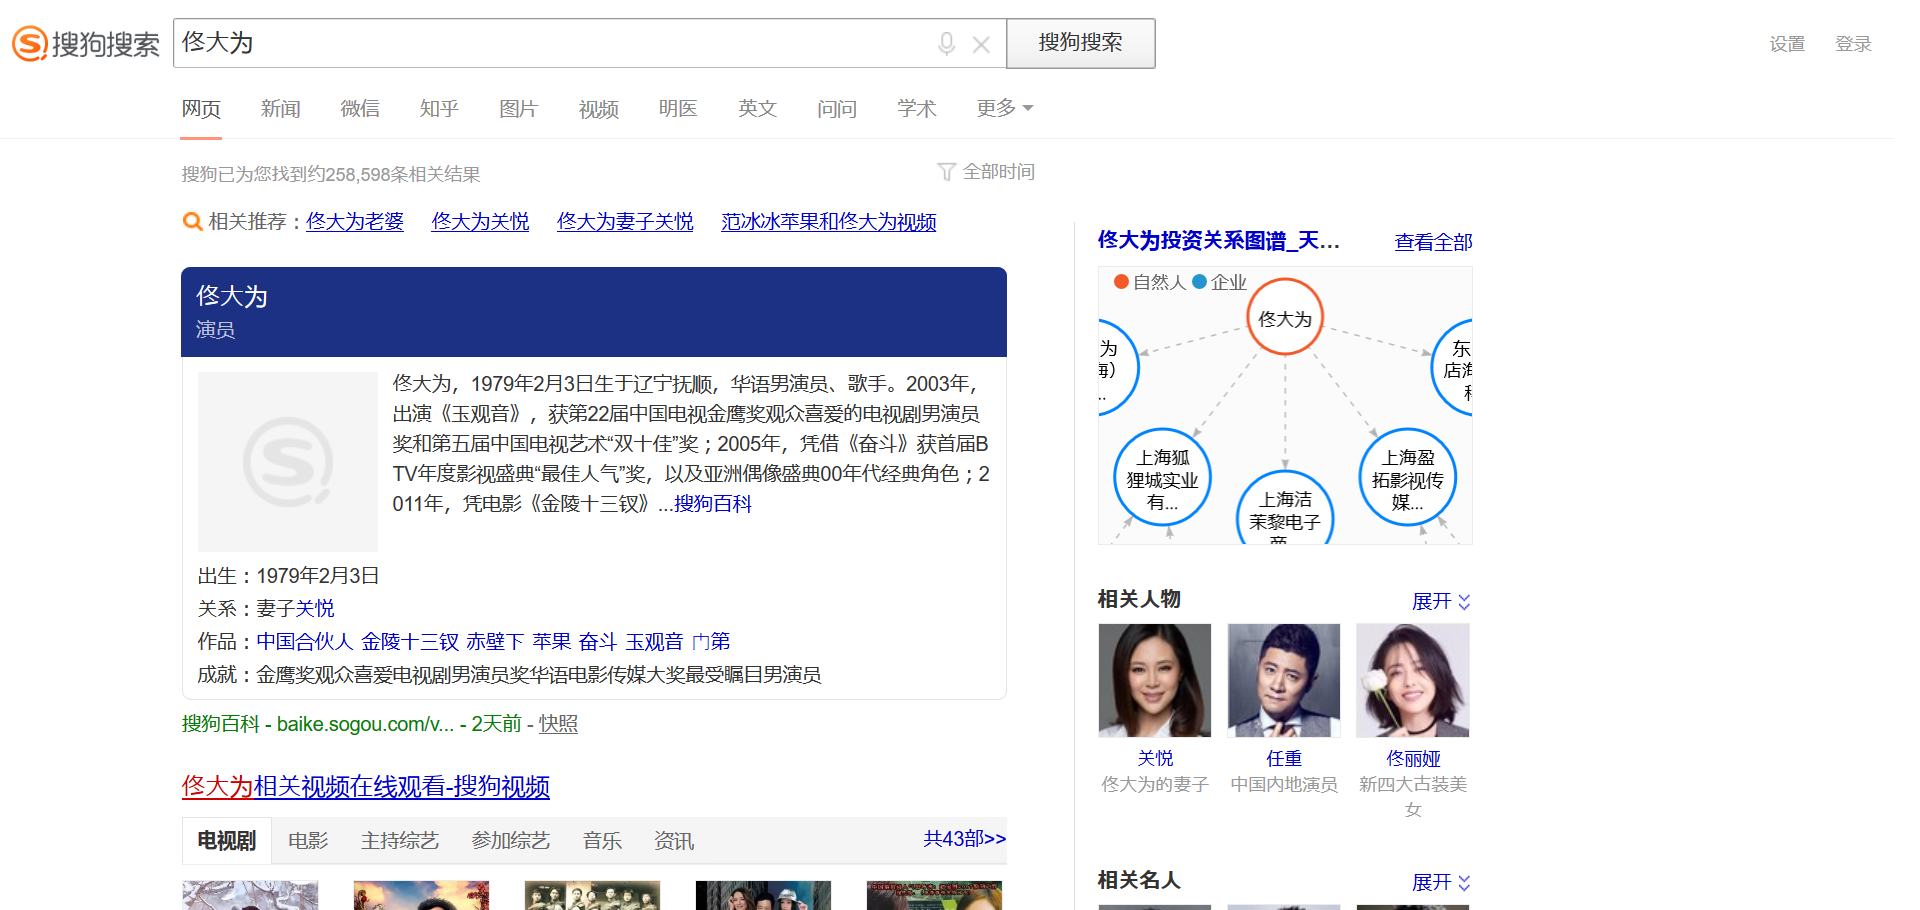 搜狗搜索
佟大为
搜狗搜索
设置
登录
网页
新闻
微信
知乎
图片
视频
明医
英文
问问
学术
更多
搜狗已为您找到约258,598条相关结果
全部时间
相关推荐：佟大为老婆 佟大为关悦 佟大为妻子关悦 范冰冰苹果和佟大为视频
佟大为
演员
佟大为，1979年2月3日生于辽宁抚顺，华语男演员、歌手。2003年，
出演《玉观音》，获第22届中国电视金鹰奖观众喜爱的电视剧男演员
奖和第五届中国电视艺术“双十佳”奖；2005年，凭借《奋斗》获首届B
TV年度影视盛典“最佳人气”奖，以及亚洲偶像盛典00年代经典角色；2
011年，凭电影《金陵十三钗》...搜狗百科
出生：1979年2月3日
关系：妻子关悦
作品：中国合伙人 金陵十三钗 赤壁下 苹果 奋斗 玉观音 门第
成就：金鹰奖观众喜爱电视剧男演员奖华语电影传媒大奖最受瞩目男演员
搜狗百科 - baike.sogou.com/v... - 2天前 - 快照
佟大为相关视频在线观看-搜狗视频
电视剧
电影
主持综艺
参加综艺
音乐
资讯
共43部>>
佟大为投资关系图谱_天...
查看全部
自然人
企业
佟大为
为
海）
...
东
店海
上海狐
狸城实业
有...
上海洁
茉黎电子
商
上海盈
拓影视传
媒...
相关人物
展开
关悦
佟大为的妻子
任重
中国内地演员
佟丽娅
新四大古装美
女
相关名人
展开